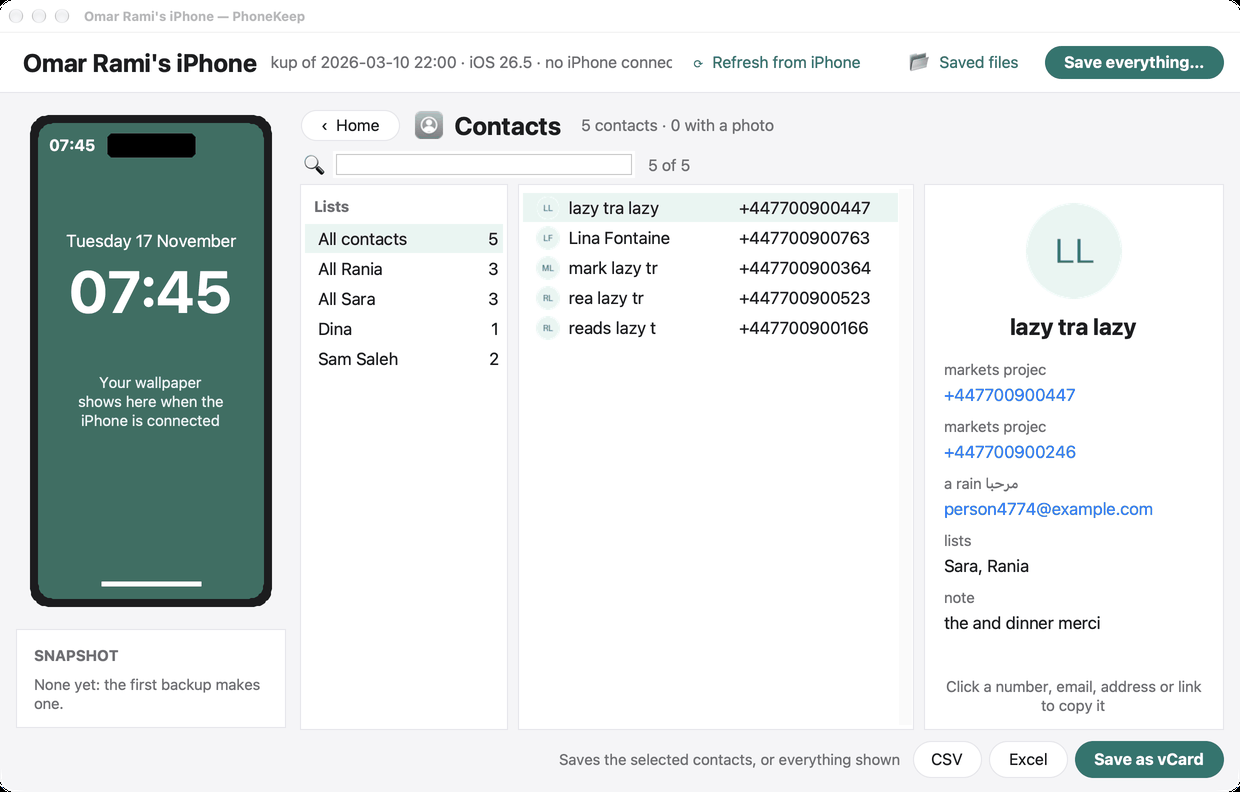 Omar Rami's iPhone — PhoneKeep
Omar Rami's iPhone
kup of 2026-03-10 22:00 · iOS 26.5 · no iPhone connec
Refresh from iPhone
Saved files
Save everything...
07:45
Tuesday 17 November
07:45
Your wallpaper
shows here when the
iPhone is connected
SNAPSHOT
None yet: the first backup makes
one.
‹ Home
Contacts
5 contacts · 0 with a photo
5 of 5
Lists
All contacts 5
All Rania 3
All Sara 3
Dina 1
Sam Saleh 2
LL lazy tra lazy +447700900447
LF Lina Fontaine +447700900763
ML mark lazy tr +447700900364
RL rea lazy tr +447700900523
RL reads lazy t +447700900166
LL
lazy tra lazy
markets projec
+447700900447
markets projec
+447700900246
a rain مرحبا
person4774@example.com
lists
Sara, Rania
note
the and dinner merci
Click a number, email, address or link
to copy it
Saves the selected contacts, or everything shown
CSV
Excel
Save as vCard